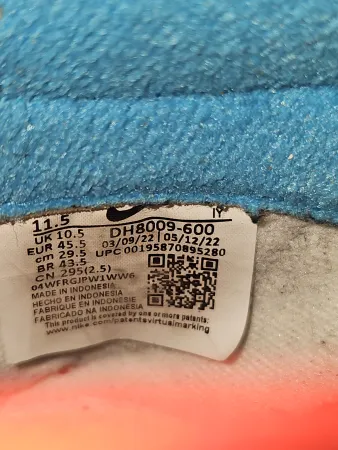 11.5
IY
UK 10.5
DH8009-600
EUR 45.5
03/09/22 | 05/12/22
cm 29.5
UPC 00195870895280
BR 43.5
CN 295(2.5)
04WFRGJPW1WW6
MADE IN INDONESIA
HECHO EN INDONESIA
FABRIQUE EN INDONESIE
FABRICADO NA INDONESIA
This product is covered by one or more patents:
www.nike.com/patentsvirtualmarking